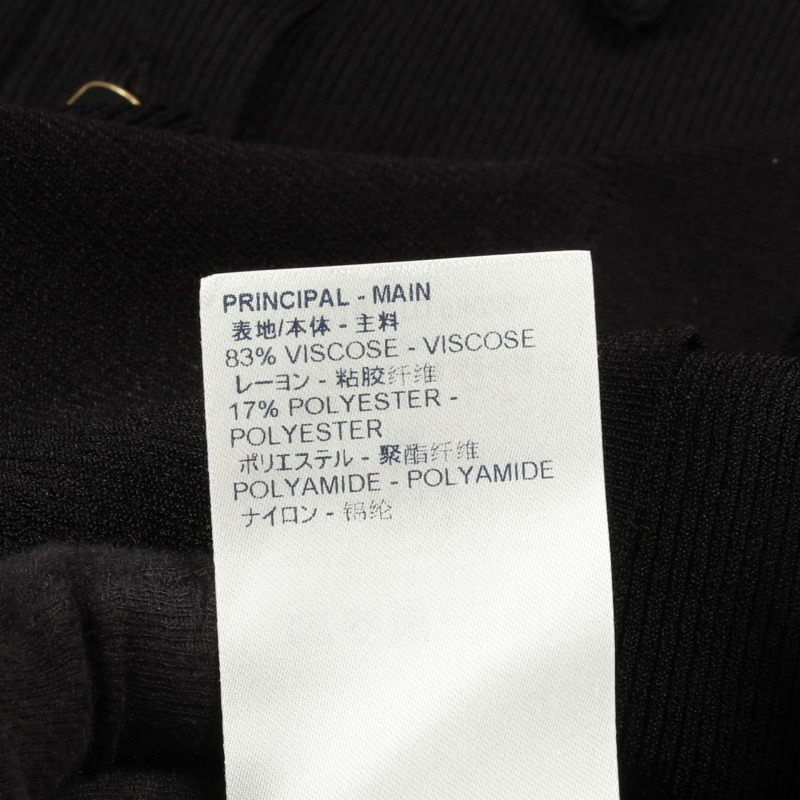 PRINCIPAL - MAIN
表地/本体 - 主料
83% VISCOSE - VISCOSE
レーヨン - 粘胶纤维
17% POLYESTER -
POLYESTER
ポリエステル - 聚酯纤维
POLYAMIDE - POLYAMIDE
ナイロン - 锦纶